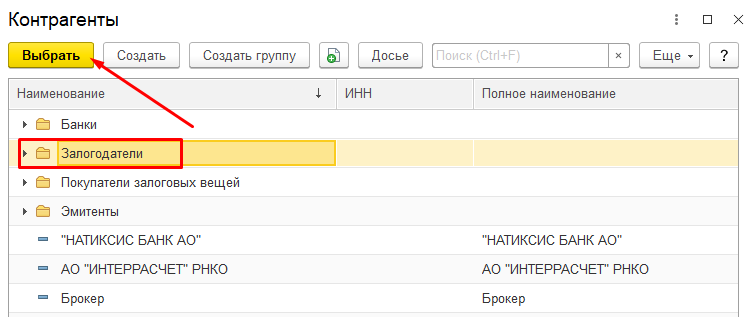 Контрагенты
Выбрать Создать Создать группу Досье Поиск (Ctrl+F) × Еще ?
Наименование ↓ ИНН Полное наименование
Банки
Залогодатели
Покупатели залоговых вещей
Эмитенты
"НАТИКСИС БАНК АО" "НАТИКСИС БАНК АО"
АО "ИНТЕРРАСЧЕТ" РНКО АО "ИНТЕРРАСЧЕТ" РНКО
Брокер Брокер